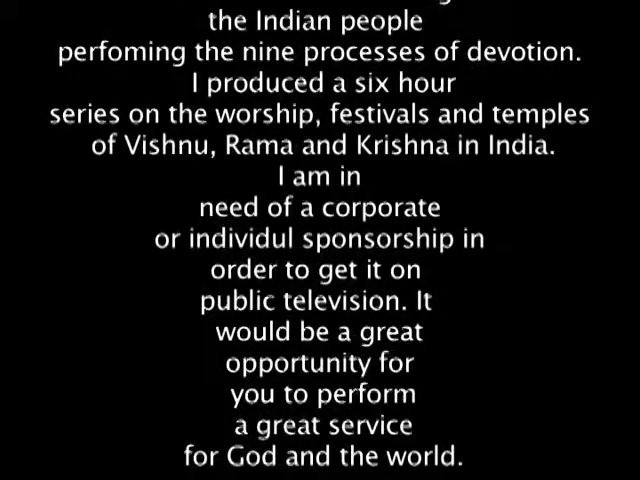 the Indian people
perfoming the nine processes of devotion.
I produced a six hour
series on the worship, festivals and temples
of Vishnu, Rama and Krishna in India.
I am in
need of a corporate
or individul sponsorship in
order to get it on
public television. It
would be a great
opportunity for
you to perform
a great service
for God and the world.